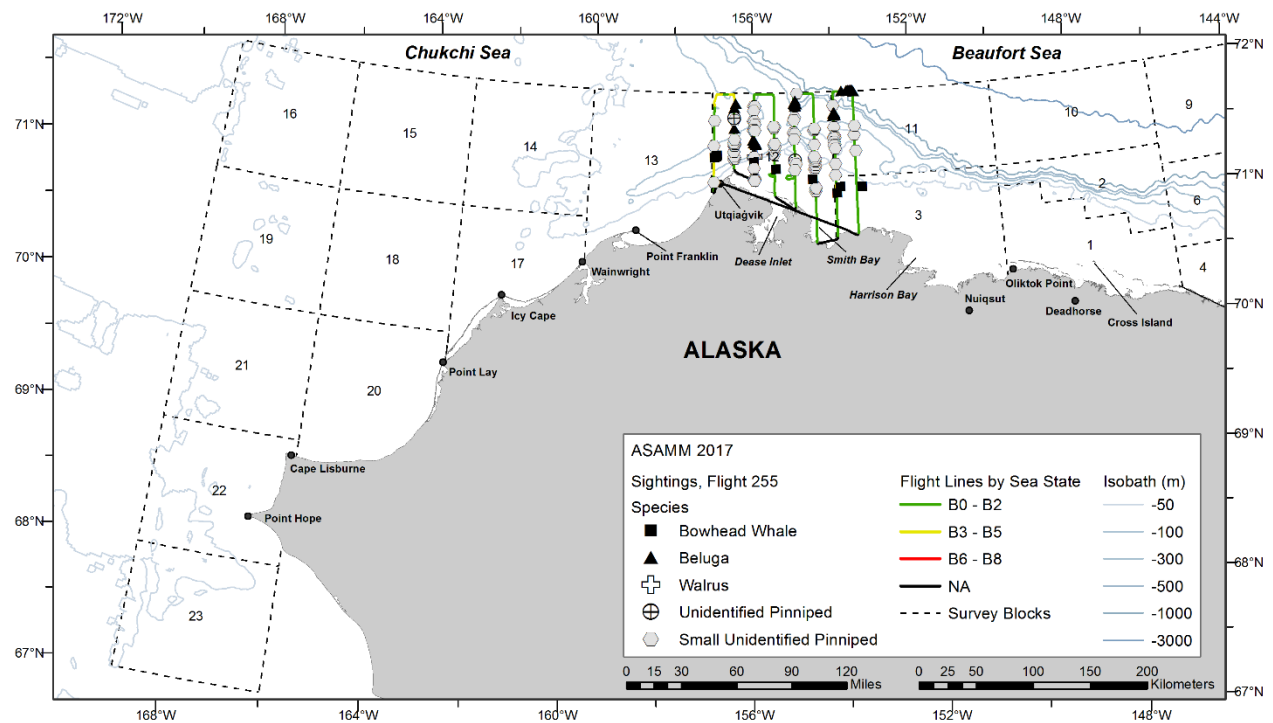 172°W 168°W 164°W 160°W 156°W 152°W 148°W 144°W
Chukchi Sea
Beaufort Sea
72°N
71°N
71°N
70°N
70°N
69°N
69°N
68°N
68°N
67°N
67°N
16
15
14
13
12
11
10
9
19
18
17
3
2
6
1
4
21
20
22
23
Utqiaġvik
Point Franklin
Wainwright
Dease Inlet
Smith Bay
Harrison Bay
Icy Cape
Oliktok Point
Nuiqsut
Deadhorse
Cross Island
ALASKA
Point Lay
Cape Lisburne
Point Hope
ASAMM 2017
Sightings, Flight 255
Species
Bowhead Whale
Beluga
Walrus
Unidentified Pinniped
Small Unidentified Pinniped
Flight Lines by Sea State
B0 - B2
B3 - B5
B6 - B8
NA
Survey Blocks
Isobath (m)
-50
-100
-300
-500
-1000
-3000
0 15 30 60 90 120
Miles
0 25 50 100 150 200
Kilometers
168°W 164°W 160°W 156°W 152°W 148°W